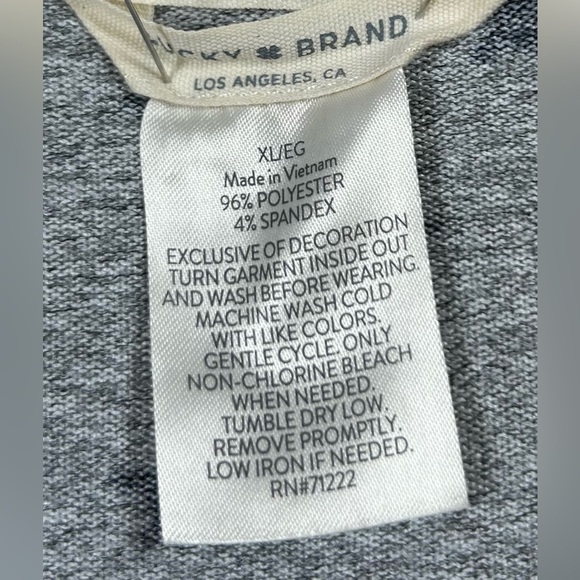 UCKY BRAND
LOS ANGELES, CA
XL/EG
Made in Vietnam
96% POLYESTER
4% SPANDEX
EXCLUSIVE OF DECORATION
TURN GARMENT INSIDE OUT
AND WASH BEFORE WEARING.
MACHINE WASH COLD
WITH LIKE COLORS.
GENTLE CYCLE. ONLY
NON-CHLORINE BLEACH
WHEN NEEDED.
TUMBLE DRY LOW.
REMOVE PROMPTLY.
LOW IRON IF NEEDED.
RN#71222